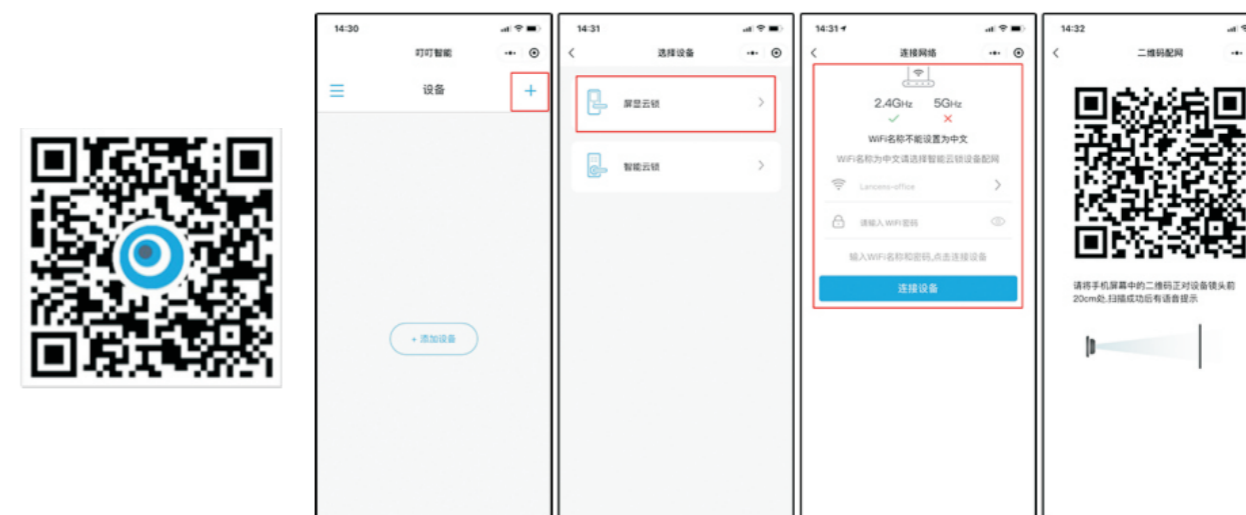 14:30
叮叮智能
设备
+ 添加设备
14:31
选择设备
屏显云锁
智能云锁
14:31
连接网络
2.4GHz 5GHz
WiFi名称不能设置为中文
WiFi名称为中文请选择智能云锁设备配网
Lancens-office
请输入WiFi密码
输入WiFi名称和密码,点击连接设备
连接设备
14:32
二维码配网
请将手机屏幕中的二维码正对设备镜头前
20cm处,扫描成功后有语音提示